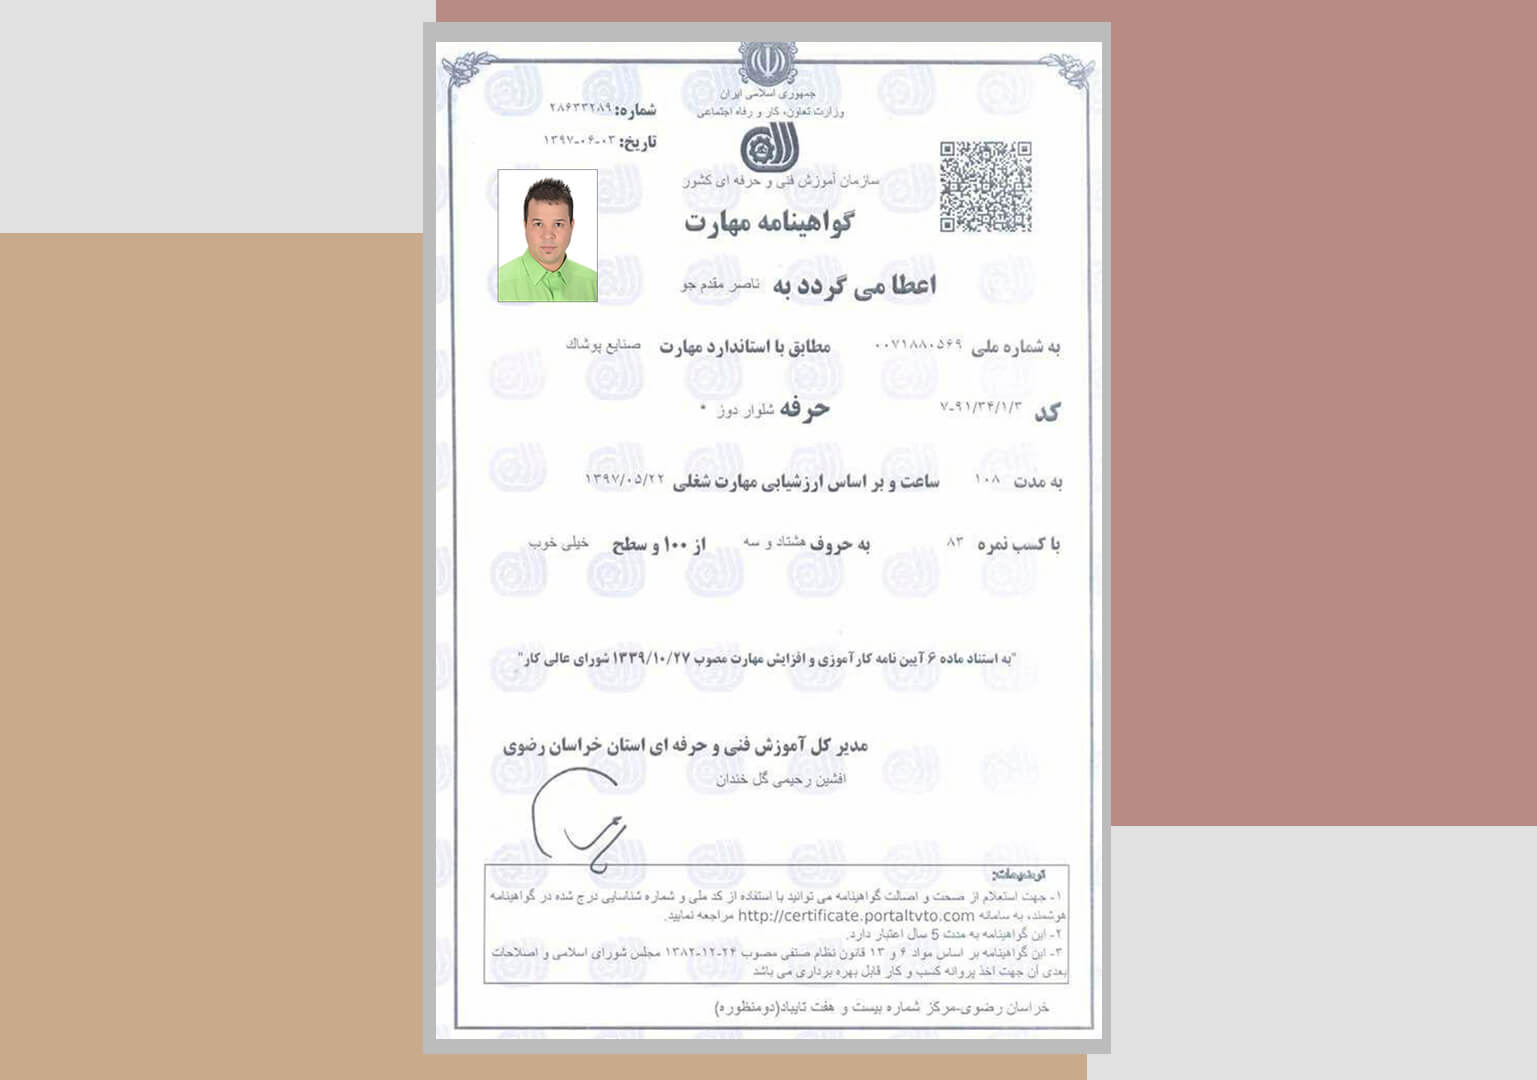 جمهوری اسلامی ایران
وزارت تعاون، کار و رفاه اجتماعی
شماره: ۲۸۶۳۳۲۸۹
تاریخ: ۱۳۹۷-۰۶-۰۳
سازمان آموزش فنی و حرفه ای کشور
گواهینامه مهارت
اعطا می گردد به ناصر مقدم جو
به شماره ملی ۰۰۷۱۸۸۰۵۶۹ مطابق با استاندارد مهارت صنایع پوشاک
کد ۷-۹۱/۳۴/۱/۳ حرفه شلوار دوز *
به مدت ۱۰۸ ساعت و بر اساس ارزشیابی مهارت شغلی ۱۳۹۷/۰۵/۲۲
با کسب نمره ۸۳ به حروف هشتاد و سه از ۱۰۰ و سطح خیلی خوب
"به استناد ماده ۶ آیین نامه کارآموزی و افزایش مهارت مصوب ۱۳۳۹/۱۰/۲۷ شورای عالی کار"
مدیر کل آموزش فنی و حرفه ای استان خراسان رضوی
افشین رحیمی گل خندان
توضیحات:
۱- جهت استعلام از صحت و اصالت گواهینامه می توانید با استفاده از کد ملی و شماره شناسایی درج شده در گواهینامه
هوشمند، به سامانه http://certificate.portaltvto.com مراجعه نمایید.
۲- این گواهینامه به مدت 5 سال اعتبار دارد.
۳- این گواهینامه بر اساس مواد ۶ و ۱۳ قانون نظام صنفی مصوب ۲۴-۱۲-۱۳۸۲ مجلس شورای اسلامی و اصلاحات
بعدی آن جهت اخذ پروانه کسب و کار قابل بهره برداری می باشد
خراسان رضوی-مرکز شماره بیست و هفت تایباد(دومنظوره)